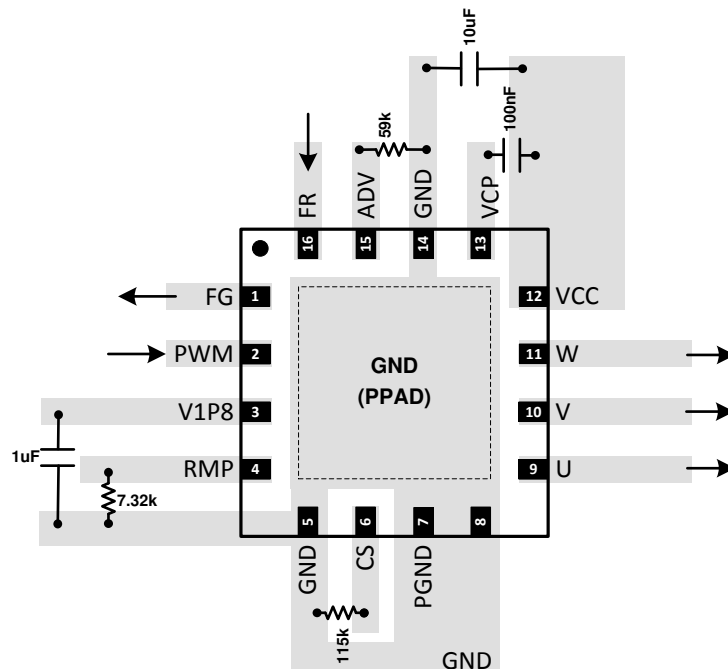 10uF
100nF
59k
FR
ADV
GND
VCP
16
15
14
13
FG
1
12
VCC
PWM
2
11
W
GND
(PPAD)
V1P8
3
10
V
1uF
RMP
4
9
U
7.32k
5
6
7
8
GND
CS
PGND
115k
GND